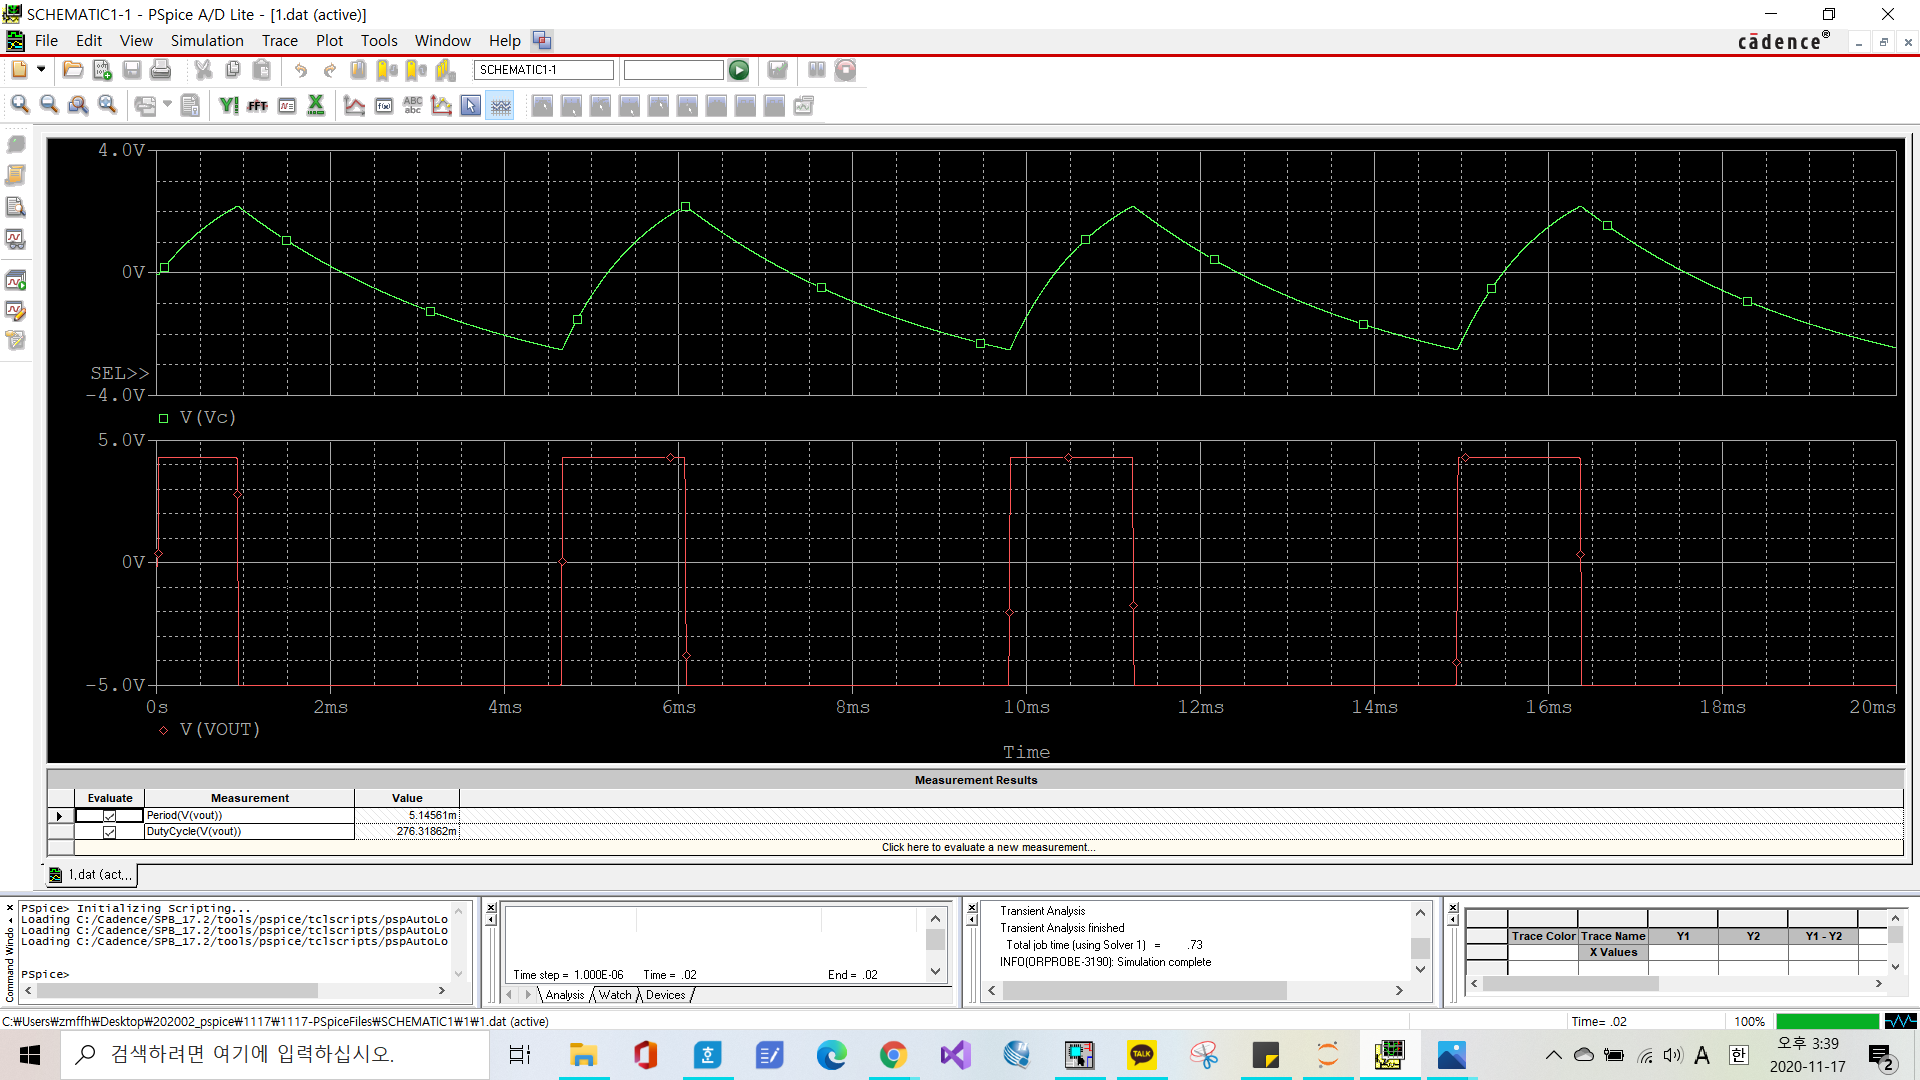 SCHEMATIC1-1 - PSpice A/D Lite - [1.dat (active)]
File Edit View Simulation Trace Plot Tools Window Help
cādence®
SCHEMATIC1-1
FFT
ABC
abc
4.0V
0V
SEL>>
-4.0V
V(Vc)
5.0V
0V
-5.0V
0s 2ms 4ms 6ms 8ms 10ms 12ms 14ms 16ms 18ms 20ms
V(VOUT)
Time
Measurement Results
Evaluate Measurement Value
Period(V(vout)) 5.14561m
DutyCycle(V(vout)) 276.31862m
Click here to evaluate a new measurement...
1.dat (act...
Command Windo
PSpice> Initializing Scripting...
Loading C:/Cadence/SPB_17.2/tools/pspice/tclscripts/pspAutoLo
Loading C:/Cadence/SPB_17.2/tools/pspice/tclscripts/pspAutoLo
Loading C:/Cadence/SPB_17.2/tools/pspice/tclscripts/pspAutoLo
PSpice>
Time step = 1.000E-06 Time = .02 End = .02
Analysis Watch Devices
Transient Analysis
Transient Analysis finished
Total job time (using Solver 1) = .73
INFO(ORPROBE-3190): Simulation complete
Trace Color Trace Name Y1 Y2 Y1 - Y2
X Values
C:₩Users₩zmffh₩Desktop₩202002_pspice₩1117₩1117-PSpiceFiles₩SCHEMATIC1₩1₩1.dat (active)
Time= .02 100%
검색하려면 여기에 입력하십시오.
TALK
A 한
오후 3:39
2020-11-17
2